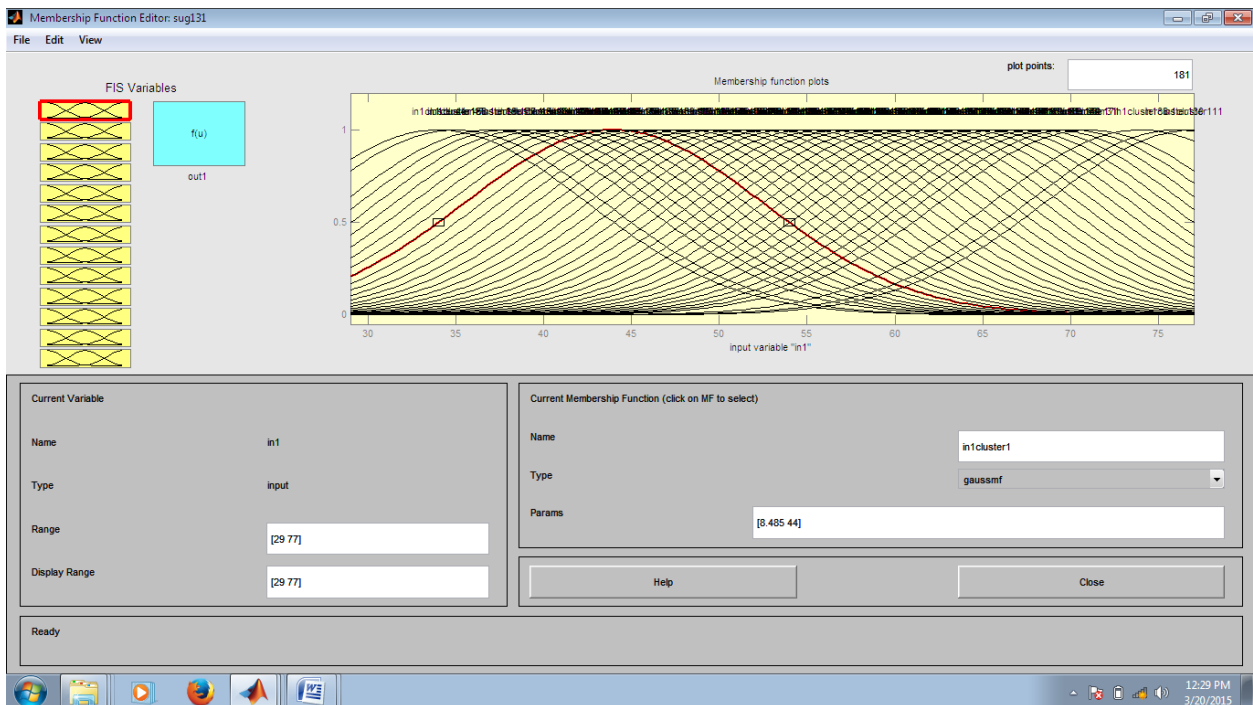 Membership Function Editor: sug131
File Edit View
FIS Variables
f(u)
out1
plot points:
181
Membership function plots
1
0.5
0
30 35 40 45 50 55 60 65 70 75
input variable "in1"
Current Variable
Name in1
Type input
Range [29 77]
Display Range [29 77]
Current Membership Function (click on MF to select)
Name in1cluster1
Type gaussmf
Params [8.485 44]
Help Close
Ready
12:29 PM
3/20/2015